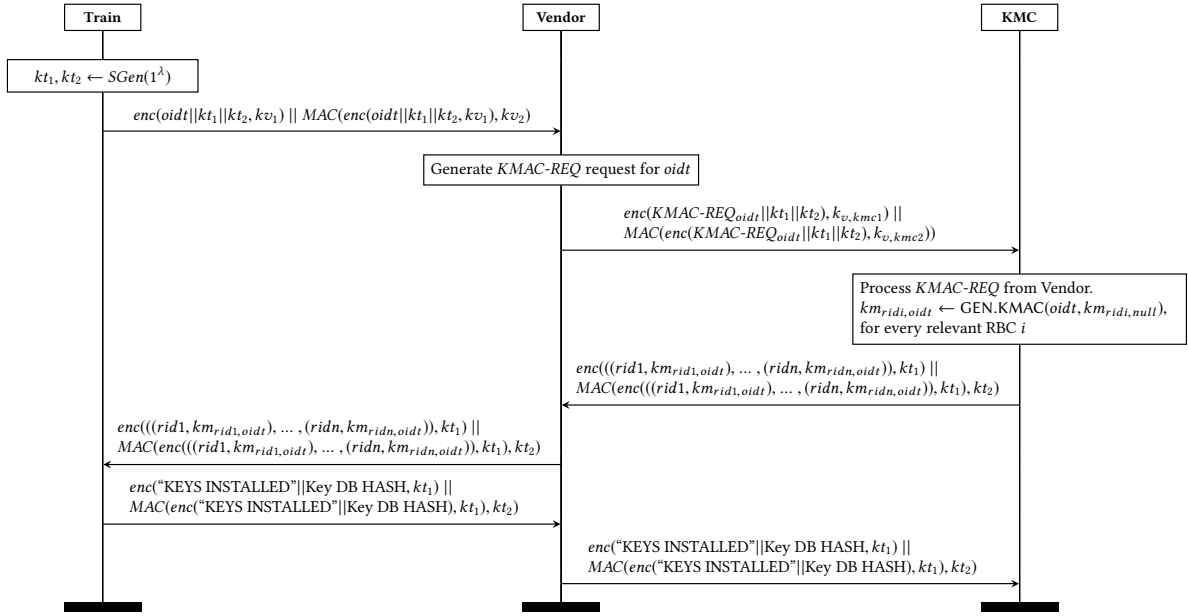 Train
Vendor
KMC
kt₁, kt₂ ← SGen(1^λ)
enc(oidt||kt₁||kt₂, kv₁) || MAC(enc(oidt||kt₁||kt₂, kv₁), kv₂)
Generate KMAC-REQ request for oidt
enc(KMAC-REQ_oidt||kt₁||kt₂), k_v,kmc1) ||
MAC(enc(KMAC-REQ_oidt||kt₁||kt₂), k_v,kmc2))
Process KMAC-REQ from Vendor.
km_ridi,oidt ← GEN.KMAC(oidt, km_ridi,null),
for every relevant RBC i
enc(((rid1, km_rid1,oidt), … , (ridn, km_ridn,oidt)), kt₁) ||
MAC(enc(((rid1, km_rid1,oidt), … , (ridn, km_ridn,oidt)), kt₁), kt₂)
enc(((rid1, km_rid1,oidt), … , (ridn, km_ridn,oidt)), kt₁) ||
MAC(enc(((rid1, km_rid1,oidt), … , (ridn, km_ridn,oidt)), kt₁), kt₂)
enc(“KEYS INSTALLED”||Key DB HASH, kt₁) ||
MAC(enc(“KEYS INSTALLED”||Key DB HASH), kt₁), kt₂)
enc(“KEYS INSTALLED”||Key DB HASH, kt₁) ||
MAC(enc(“KEYS INSTALLED”||Key DB HASH), kt₁), kt₂)